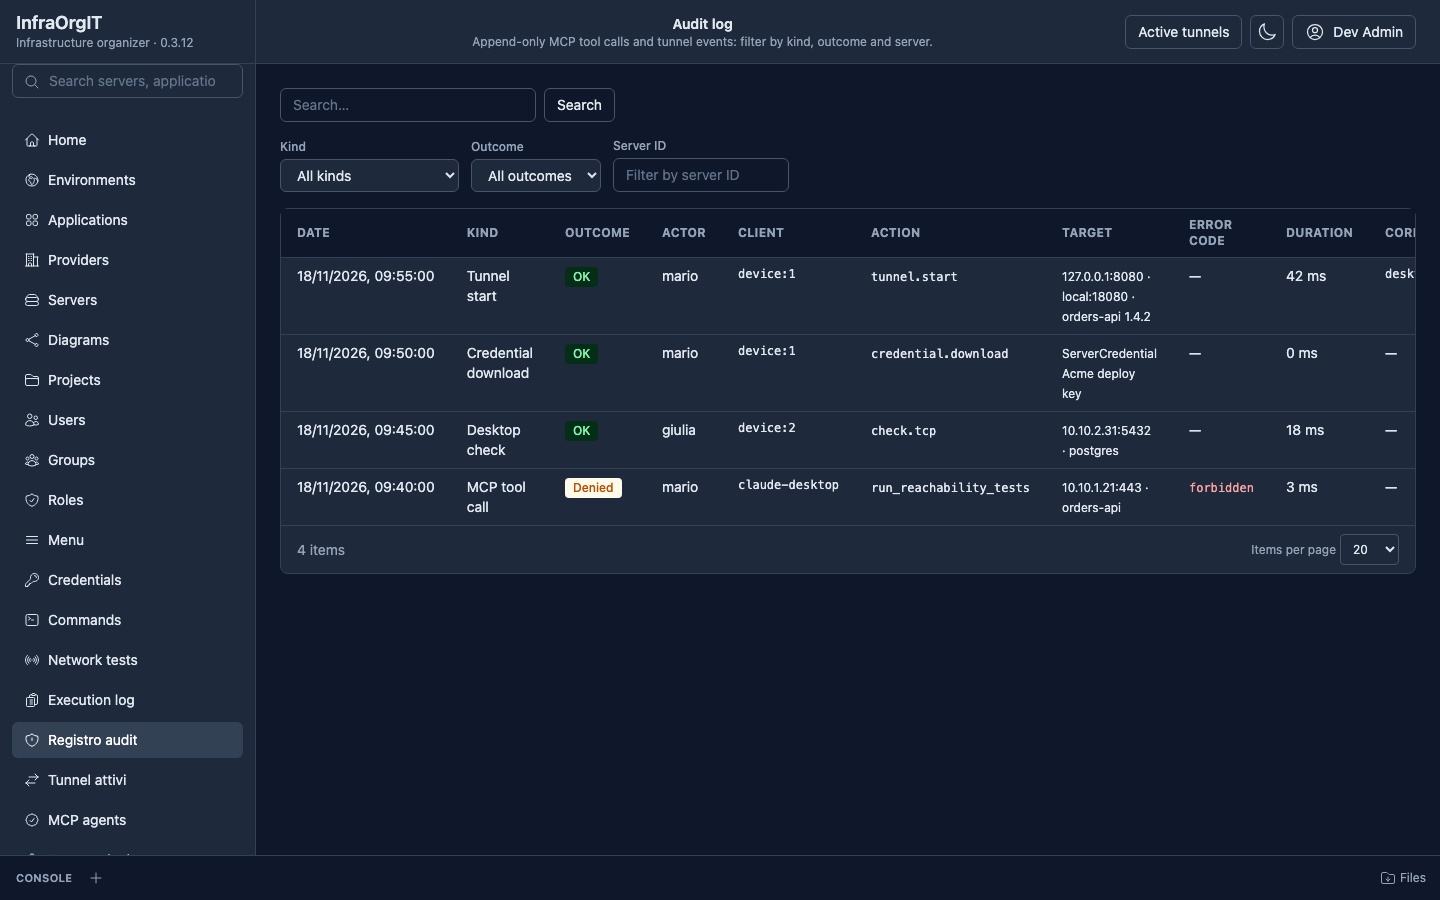 InfraOrgIT
Infrastructure organizer · 0.3.12
Search servers, applicatio
Home
Environments
Applications
Providers
Servers
Diagrams
Projects
Users
Groups
Roles
Menu
Credentials
Commands
Network tests
Execution log
Registro audit
Tunnel attivi
MCP agents
Audit log
Append-only MCP tool calls and tunnel events: filter by kind, outcome and server.
Active tunnels
Dev Admin
Search...
Search
Kind
Outcome
Server ID
All kinds
All outcomes
Filter by server ID
DATE KIND OUTCOME ACTOR CLIENT ACTION TARGET ERROR CODE DURATION
18/11/2026, 09:55:00 Tunnel start OK mario device:1 tunnel.start 127.0.0.1:8080 · local:18080 · orders-api 1.4.2 — 42 ms
18/11/2026, 09:50:00 Credential download OK mario device:1 credential.download ServerCredential Acme deploy key — 0 ms —
18/11/2026, 09:45:00 Desktop check OK giulia device:2 check.tcp 10.10.2.31:5432 · postgres — 18 ms —
18/11/2026, 09:40:00 MCP tool call Denied mario claude-desktop run_reachability_tests 10.10.1.21:443 · orders-api forbidden 3 ms —
4 items
Items per page 20
CONSOLE
Files